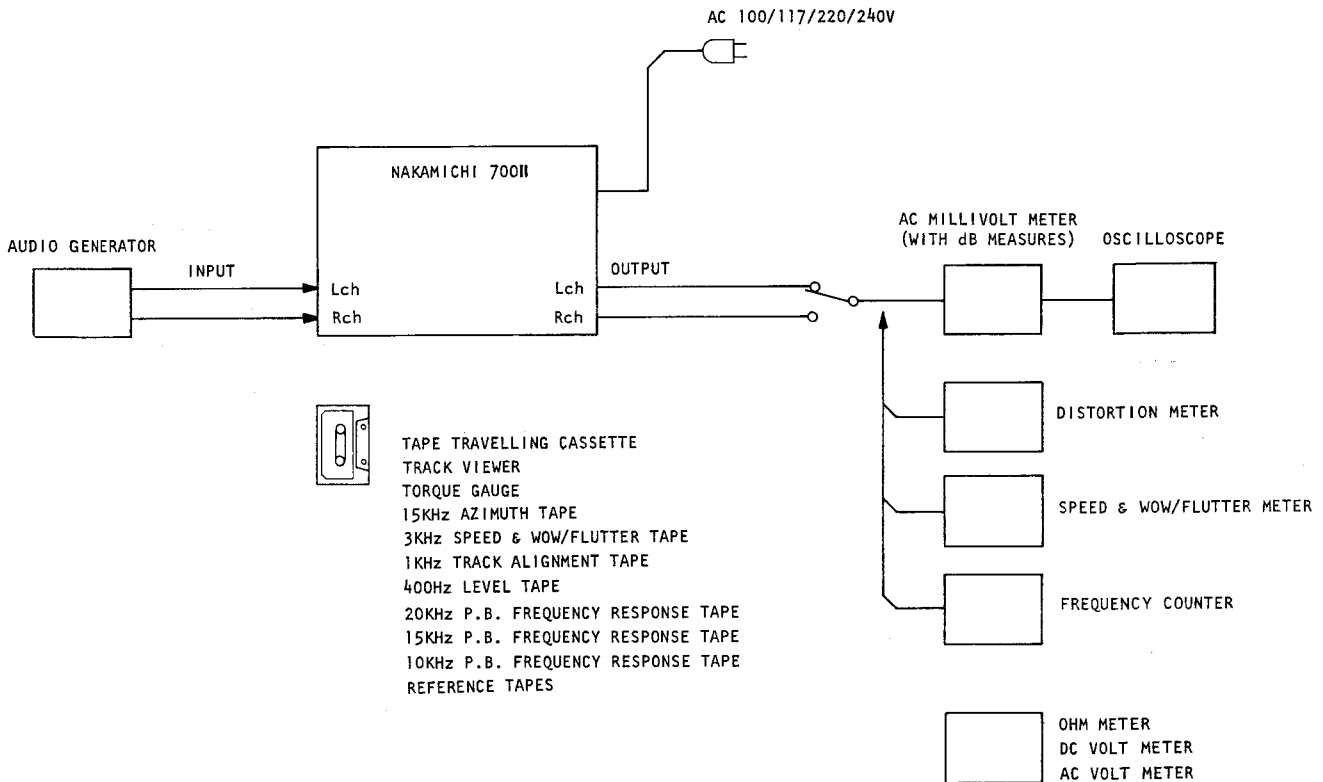 AC 100/117/220/240V
NAKAMICHI 700II
AUDIO GENERATOR
INPUT
Lch
Rch
OUTPUT
Lch
Rch
AC MILLIVOLT METER
(WITH dB MEASURES)
OSCILLOSCOPE
DISTORTION METER
SPEED & WOW/FLUTTER METER
FREQUENCY COUNTER
TAPE TRAVELLING CASSETTE
TRACK VIEWER
TORQUE GAUGE
15KHz AZIMUTH TAPE
3KHz SPEED & WOW/FLUTTER TAPE
1KHz TRACK ALIGNMENT TAPE
400Hz LEVEL TAPE
20KHz P.B. FREQUENCY RESPONSE TAPE
15KHz P.B. FREQUENCY RESPONSE TAPE
10KHz P.B. FREQUENCY RESPONSE TAPE
REFERENCE TAPES
OHM METER
DC VOLT METER
AC VOLT METER